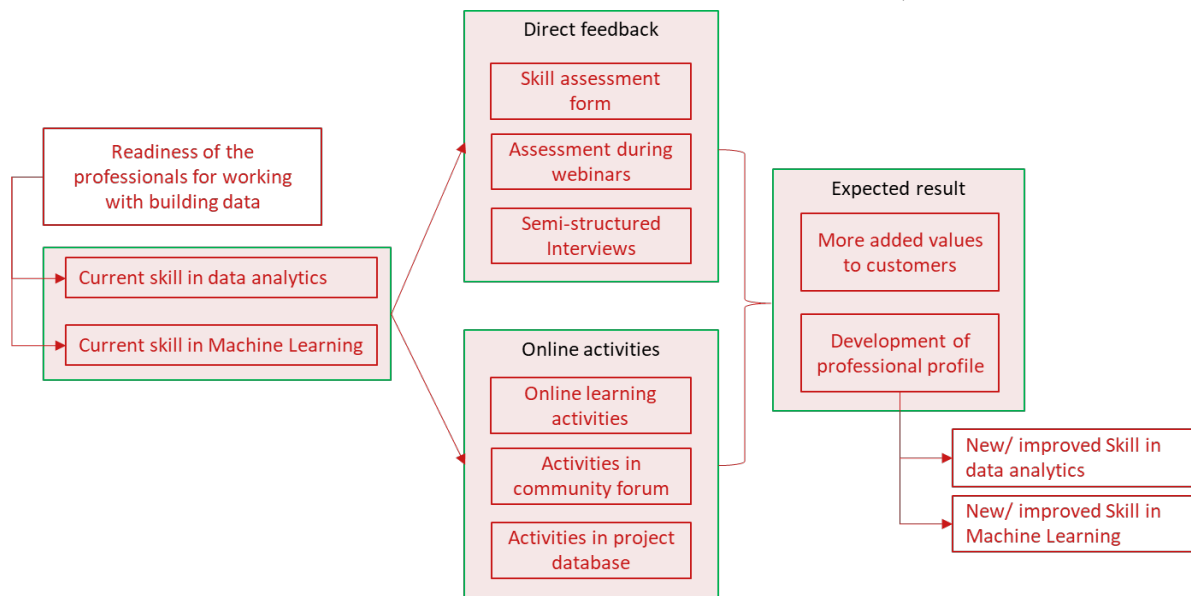 Readiness of the
professionals for working
with building data
Current skill in data analytics
Current skill in Machine Learning
Direct feedback
Skill assessment
form
Assessment during
webinars
Semi-structured
Interviews
Online activities
Online learning
activities
Activities in
community forum
Activities in project
database
Expected result
More added values
to customers
Development of
professional profile
New/ improved Skill in
data analytics
New/ improved Skill in
Machine Learning